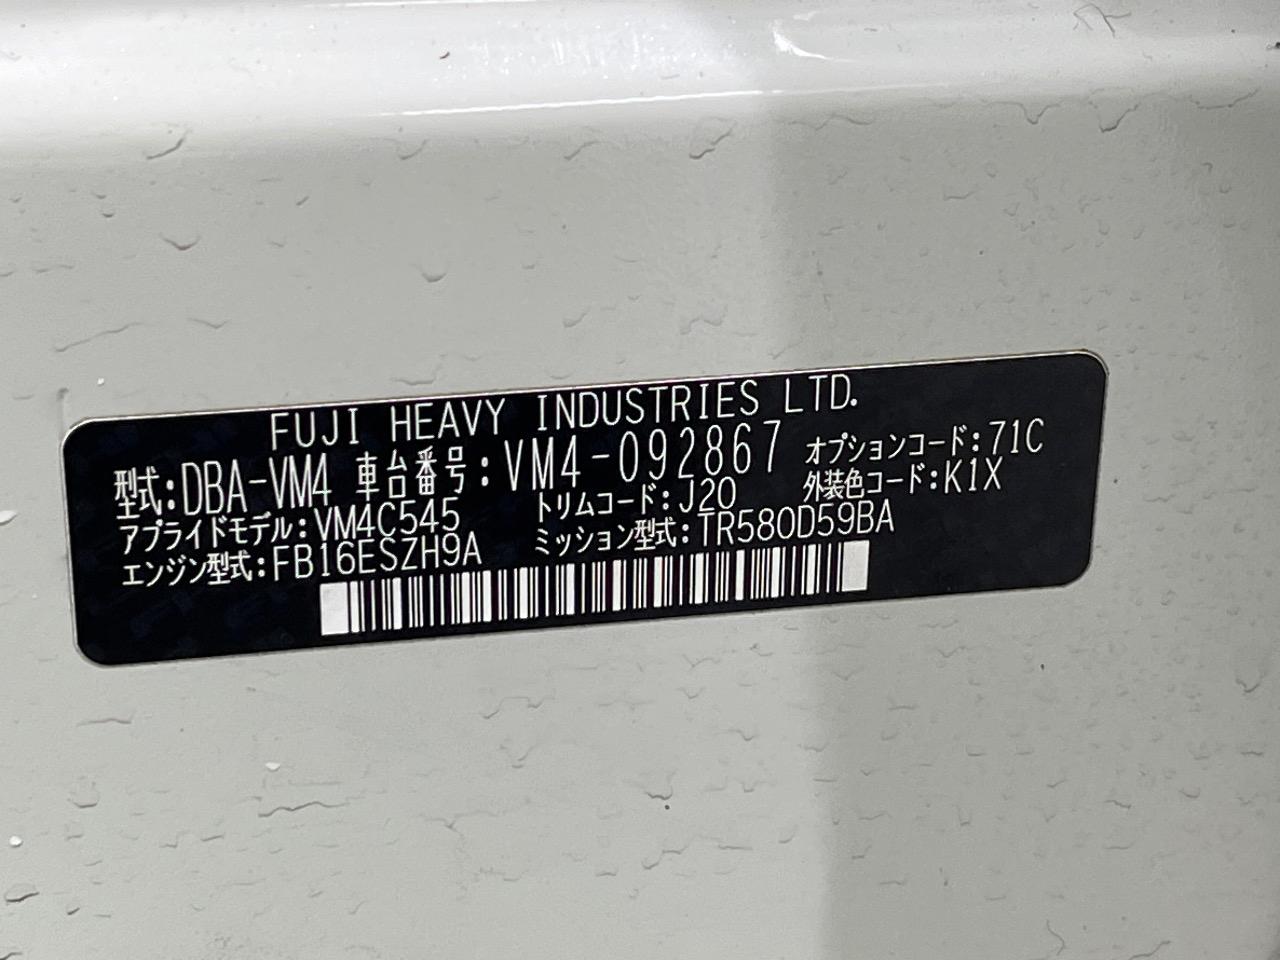 FUJI HEAVY INDUSTRIES LTD.
型式:DBA-VM4 車台番号:VM4-092867 オプションコード:71C
アプライドモデル:VM4C545 トリムコード:J20 外装色コード:K1X
エンジン型式:FB16ESZH9A ミッション型式:TR580D59BA